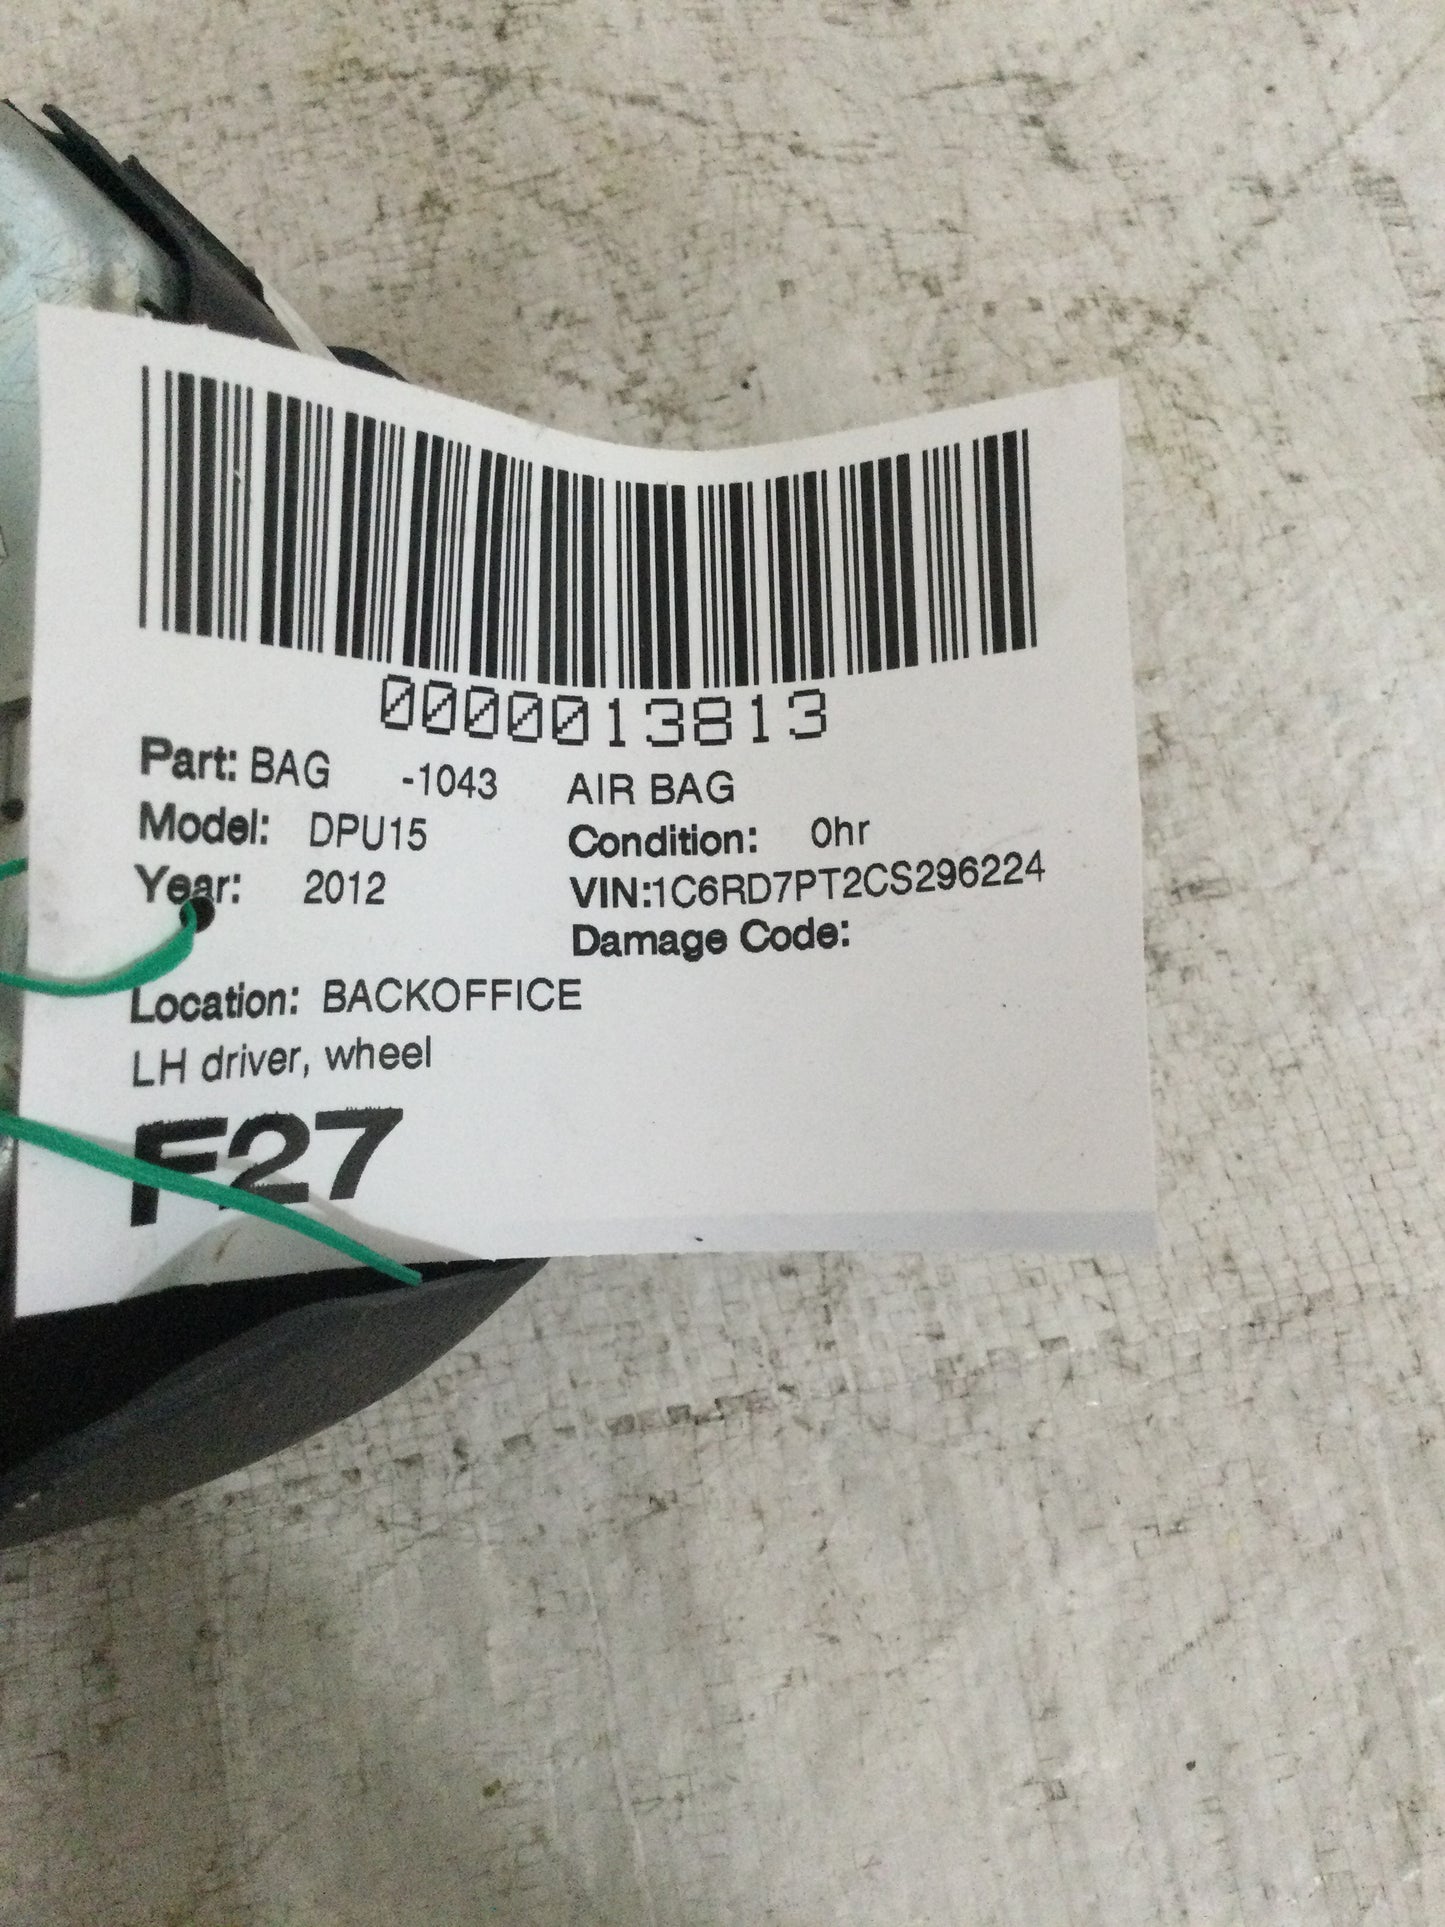 0000013813
Part: BAG -1043 AIR BAG
Model: DPU15 Condition: 0hr
Year: 2012 VIN:1C6RD7PT2CS296224
Damage Code:
Location: BACKOFFICE
LH driver, wheel
F27